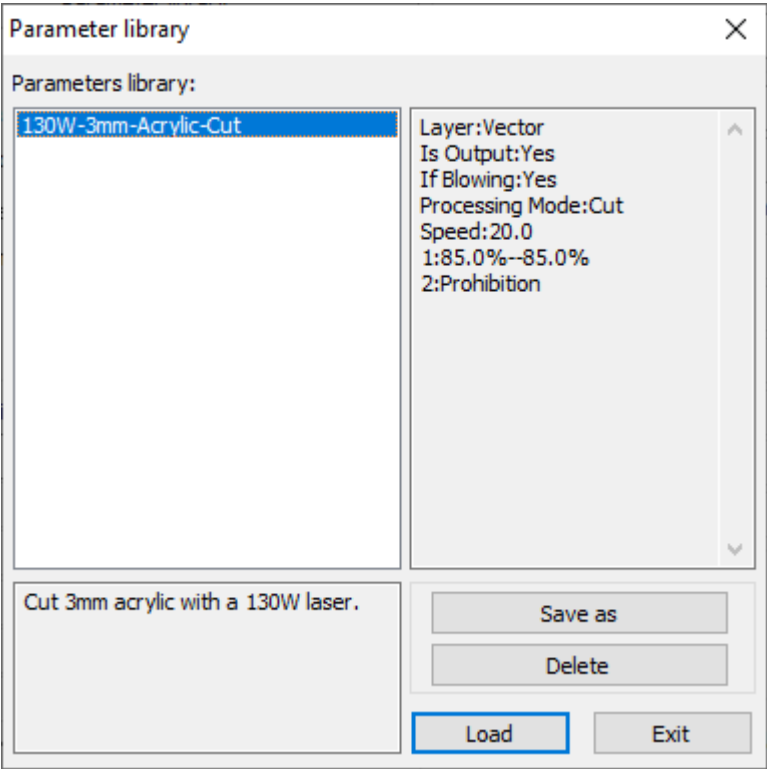 Parameter library
Parameters library:
130W-3mm-Acrylic-Cut
Layer:Vector
Is Output:Yes
If Blowing:Yes
Processing Mode:Cut
Speed:20.0
1:85.0%--85.0%
2:Prohibition
Cut 3mm acrylic with a 130W laser.
Save as
Delete
Load
Exit